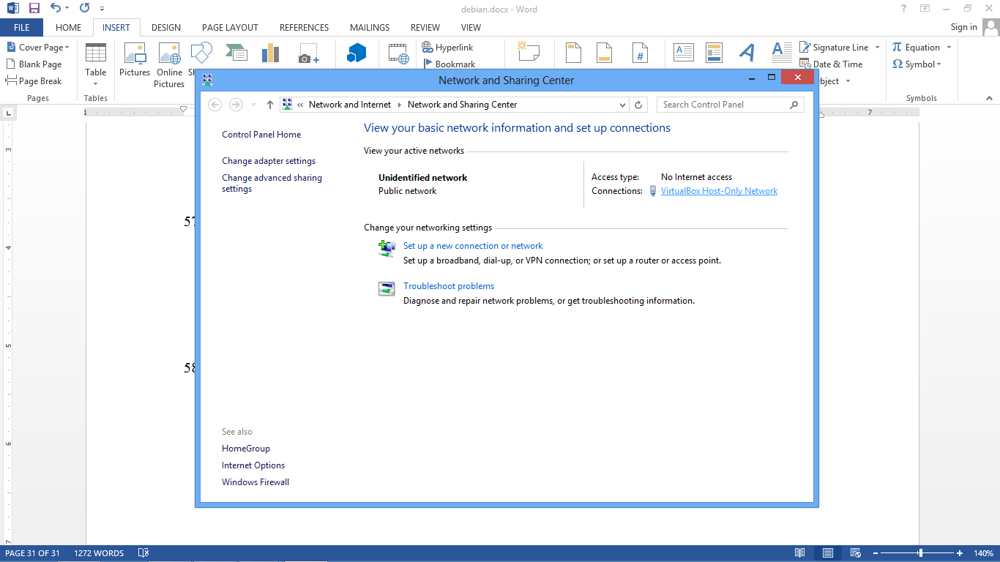 debian.docx - Word
FILE HOME INSERT DESIGN PAGE LAYOUT REFERENCES MAILINGS REVIEW VIEW Sign in
Cover Page
Blank Page
Page Break
Pages
Table
Tables
Pictures
Online
Pictures
Hyperlink
Bookmark
Signature Line
Date & Time
Equation
Symbol
Symbols
L
1
7
3
4
5
6
7
57
58
Network and Sharing Center
« Network and Internet Network and Sharing Center
Search Control Panel
Control Panel Home
Change adapter settings
Change advanced sharing
settings
See also
HomeGroup
Internet Options
Windows Firewall
View your basic network information and set up connections
View your active networks
Unidentified network
Public network
Access type: No Internet access
Connections: VirtualBox Host-Only Network
Change your networking settings
Set up a new connection or network
Set up a broadband, dial-up, or VPN connection; or set up a router or access point.
Troubleshoot problems
Diagnose and repair network problems, or get troubleshooting information.
PAGE 31 OF 31 1272 WORDS 140%